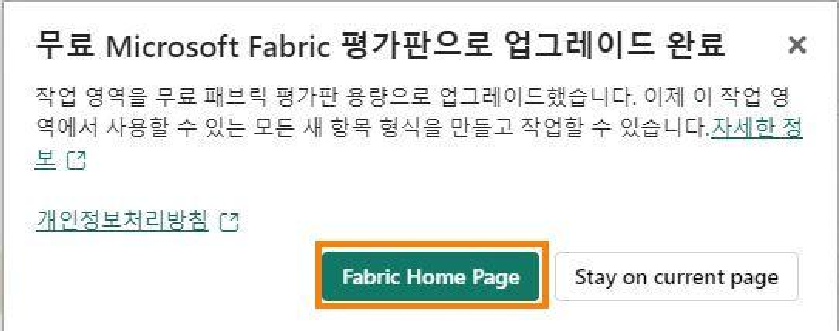 무료 Microsoft Fabric 평가판으로 업그레이드 완료
작업 영역을 무료 패브릭 평가판 용량으로 업그레이드했습니다. 이제 이 작업 영
역에서 사용할 수 있는 모든 새 항목 형식을 만들고 작업할 수 있습니다.자세한 정
보
개인정보처리방침
Fabric Home Page Stay on current page